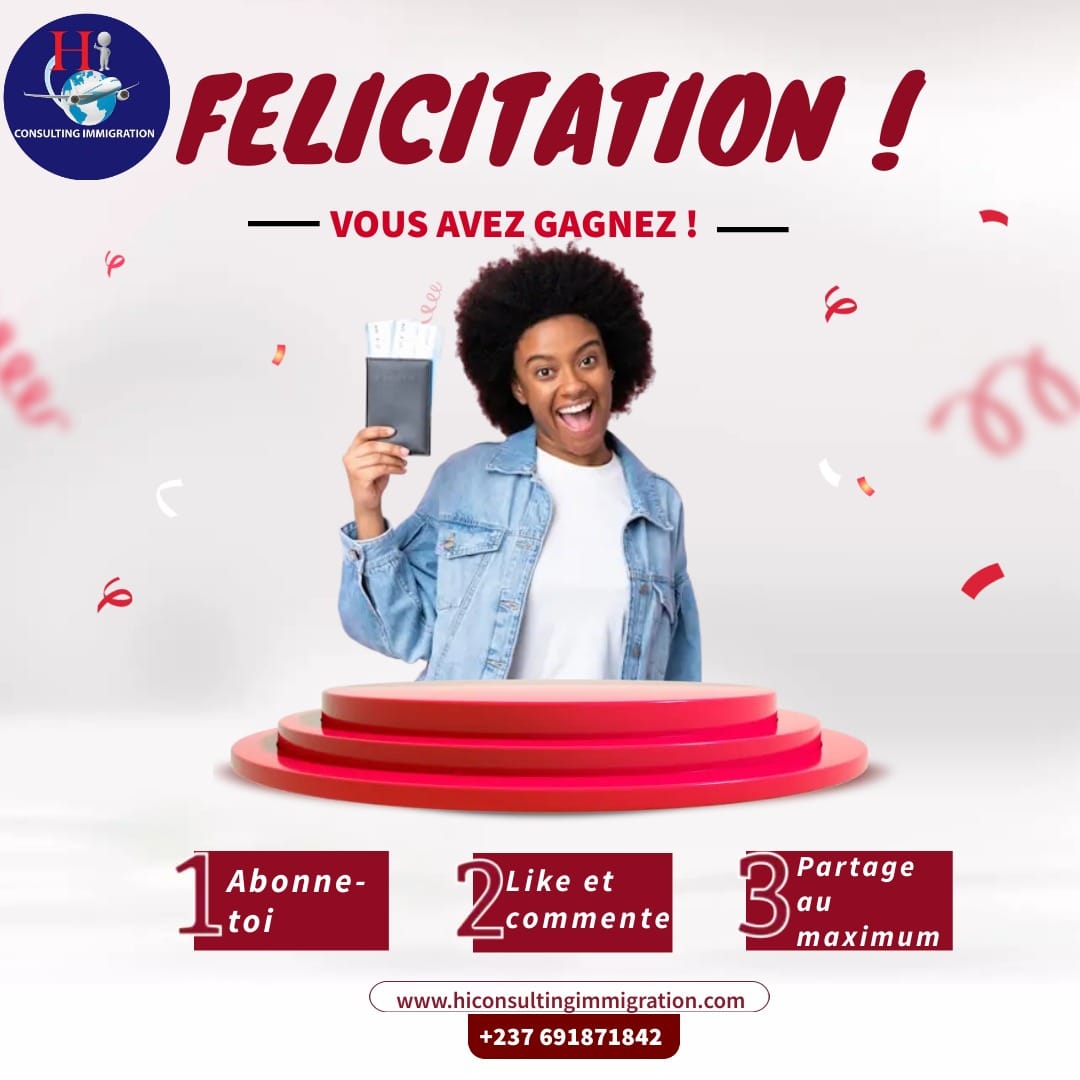 Hi
CONSULTING IMMIGRATION
FELICITATION !
VOUS AVEZ GAGNEZ !
1 Abonne-
toi
2 Like et
commente
3 Partage
au
maximum
www.hiconsultingimmigration.com
+237 691871842